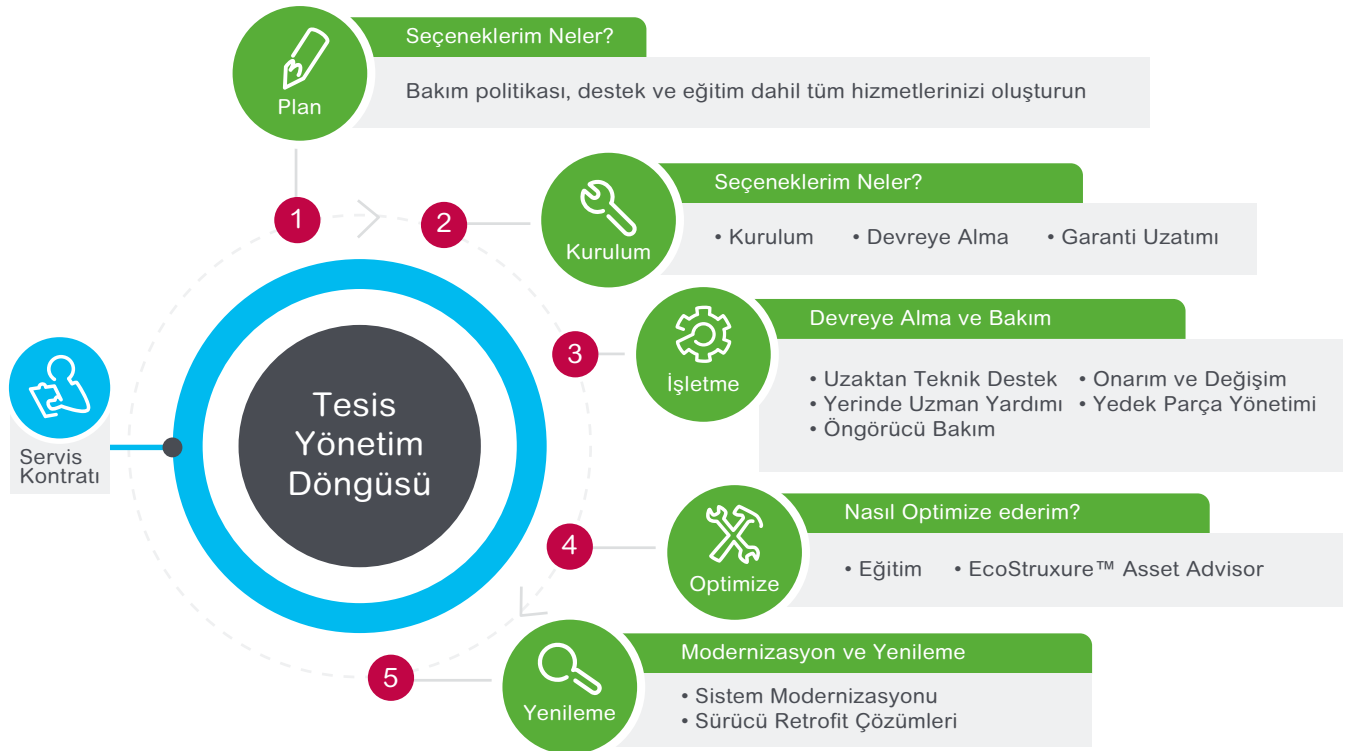 Seçeneklerim Neler?
Bakım politikası, destek ve eğitim dahil tüm hizmetlerinizi oluşturun
Plan
1
2
Seçeneklerim Neler?
• Kurulum • Devreye Alma • Garanti Uzatımı
Kurulum
3
Devreye Alma ve Bakım
İşletme
• Uzaktan Teknik Destek • Onarım ve Değişim
• Yerinde Uzman Yardımı • Yedek Parça Yönetimi
• Öngörücü Bakım
Tesis
Yönetim
Döngüsü
Servis
Kontratı
4
Nasıl Optimize ederim?
• Eğitim • EcoStruxure™ Asset Advisor
Optimize
5
Modernizasyon ve Yenileme
• Sistem Modernizasyonu
• Sürücü Retrofit Çözümleri
Yenileme